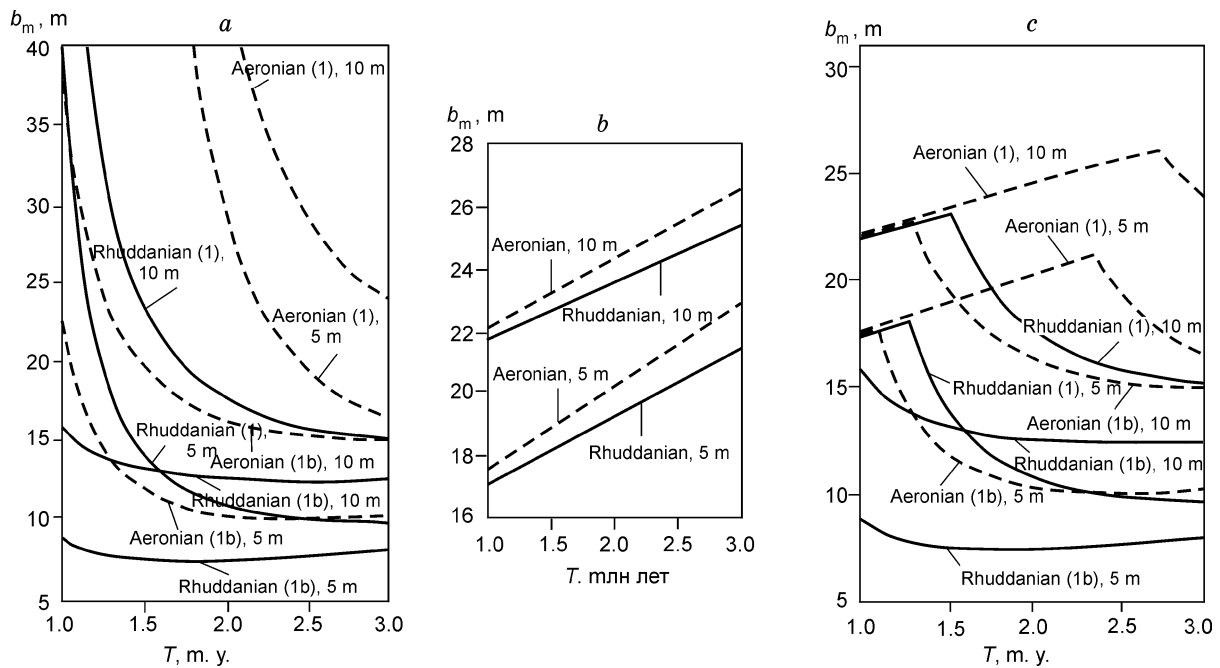 bm, m
a
40
35
30
25
20
15
10
5
Aeronian (1), 10 m
Rhuddanian (1),
10 m
Aeronian (1),
5 m
Rhuddanian (1),
5 m
Aeronian (1b), 10 m
Rhuddanian (1b), 10 m
Aeronian (1b), 5 m
Rhuddanian (1b), 5 m
1.0 1.5 2.0 2.5 3.0
T, m. y.
bm, m
b
28
26
24
22
20
18
16
Aeronian, 10 m
Rhuddanian, 10 m
Aeronian, 5 m
Rhuddanian, 5 m
1.0 1.5 2.0 2.5 3.0
T. млн лет
bm, m
c
30
25
20
15
10
5
Aeronian (1), 10 m
Aeronian (1), 5 m
Rhuddanian (1), 10 m
Rhuddanian (1), 5 m
Aeronian (1b), 10 m
Rhuddanian (1b), 10 m
Aeronian (1b), 5 m
Rhuddanian (1b), 5 m
1.0 1.5 2.0 2.5 3.0
T, m. y.